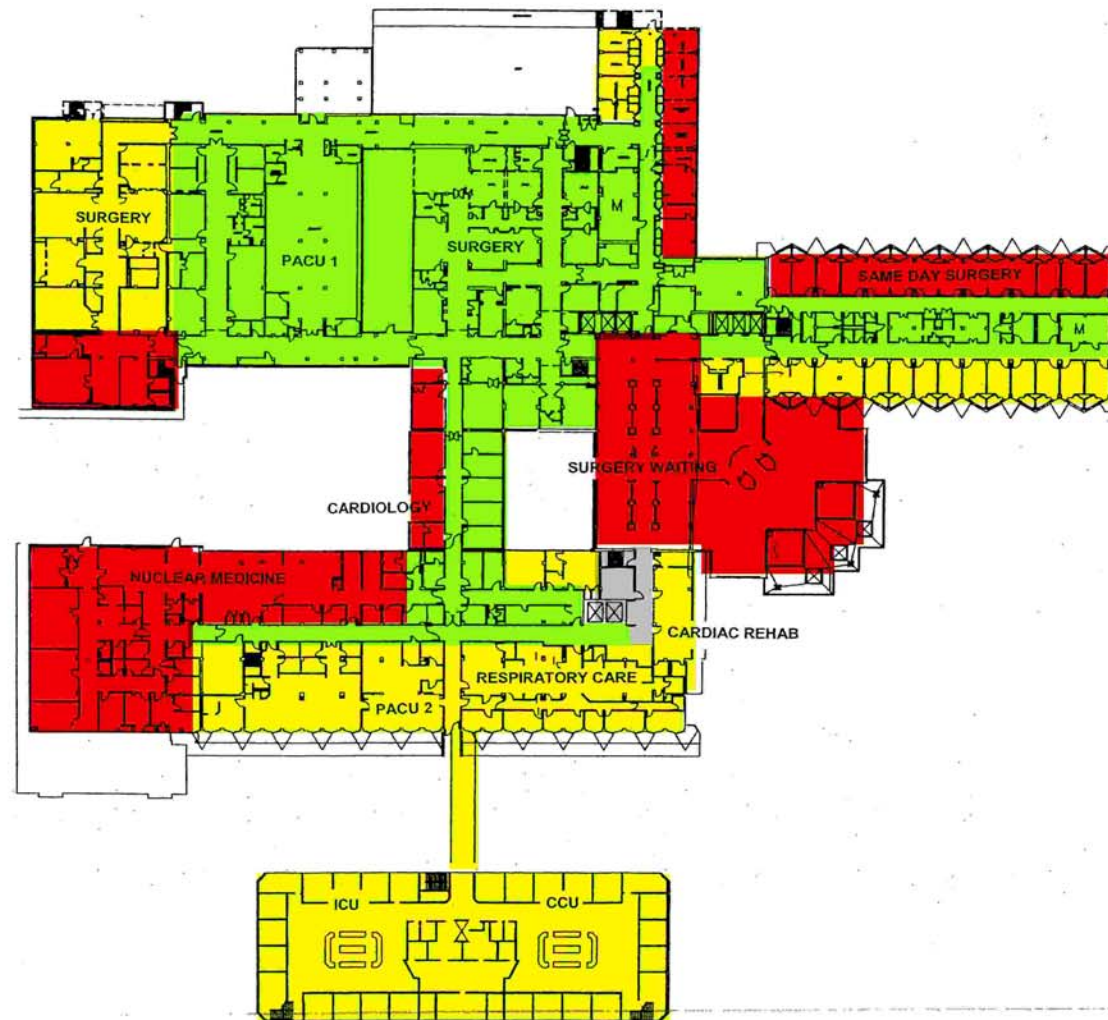 M
SURGERY
SURGERY
PACU 1
SAME DAY SURGERY
M
SURGERY WAITING
CARDIOLOGY
NUCLEAR MEDICINE
CARDIAC REHAB
RESPIRATORY CARE
PACU 2
ICU
CCU